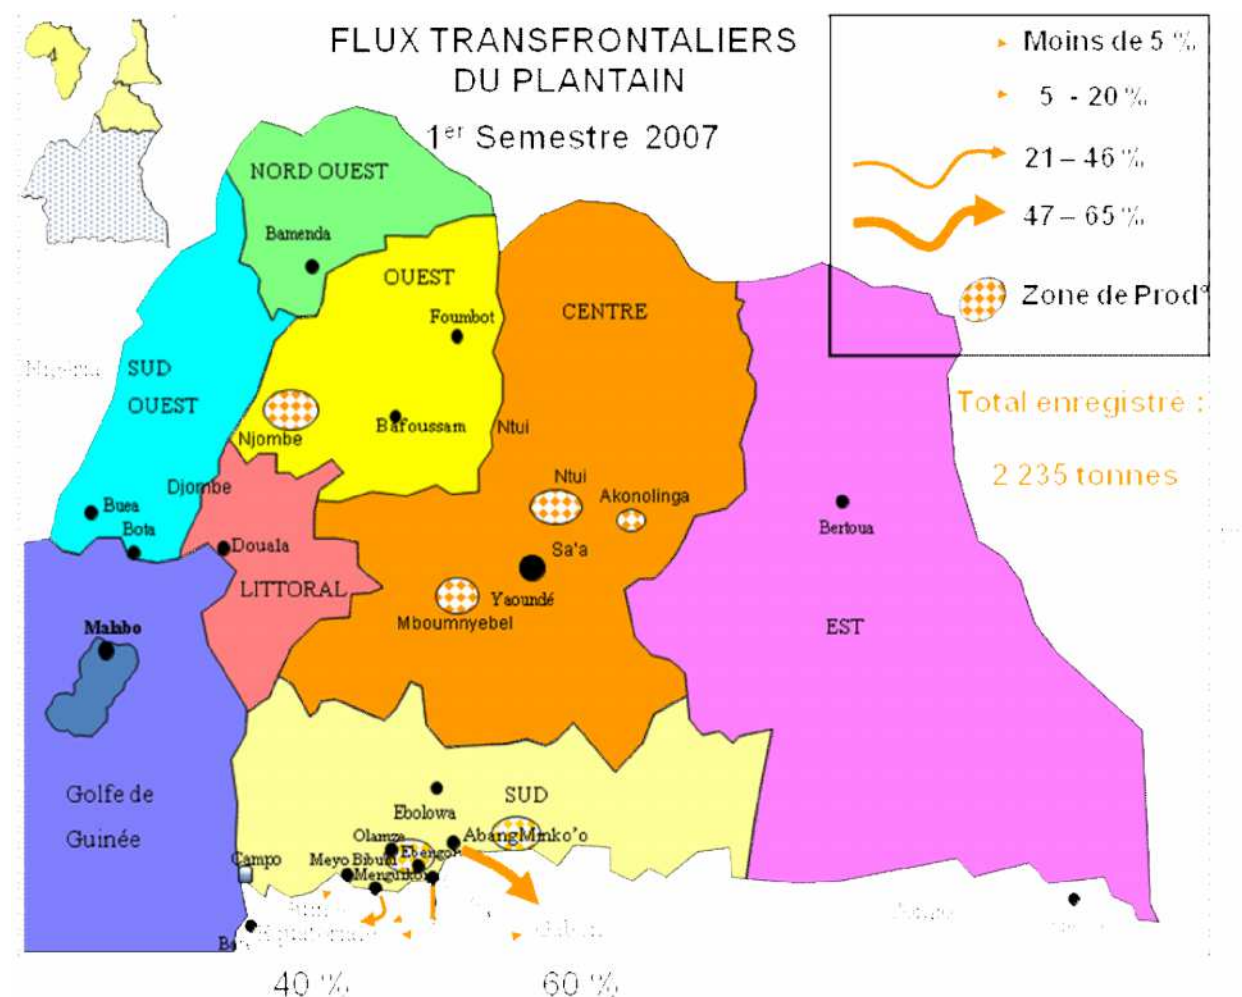 FLUX TRANSFRONTALIERS
DU PLANTAIN
1er Semestre 2007
Moins de 5 %
5 - 20 %
21 – 46 %
47 – 65 %
Zone de Prod°
Total enregistré :
2 235 tonnes
NORD OUEST
Bamenda
OUEST
Foumbot
CENTRE
SUD
OUEST
Njombe
Bafoussam
Ntui
Djombe
Ntui
Akonolinga
Buea
Bota
Douala
Sa'a
Bertoua
LITTORAL
Yaoundé
Mboumnyebel
EST
Malabo
Golfe de
Guinée
Ebolowa
SUD
Olamze
AbangMinko'o
Campo
Meyo Bibulu
Menguikom
40 %
60 %